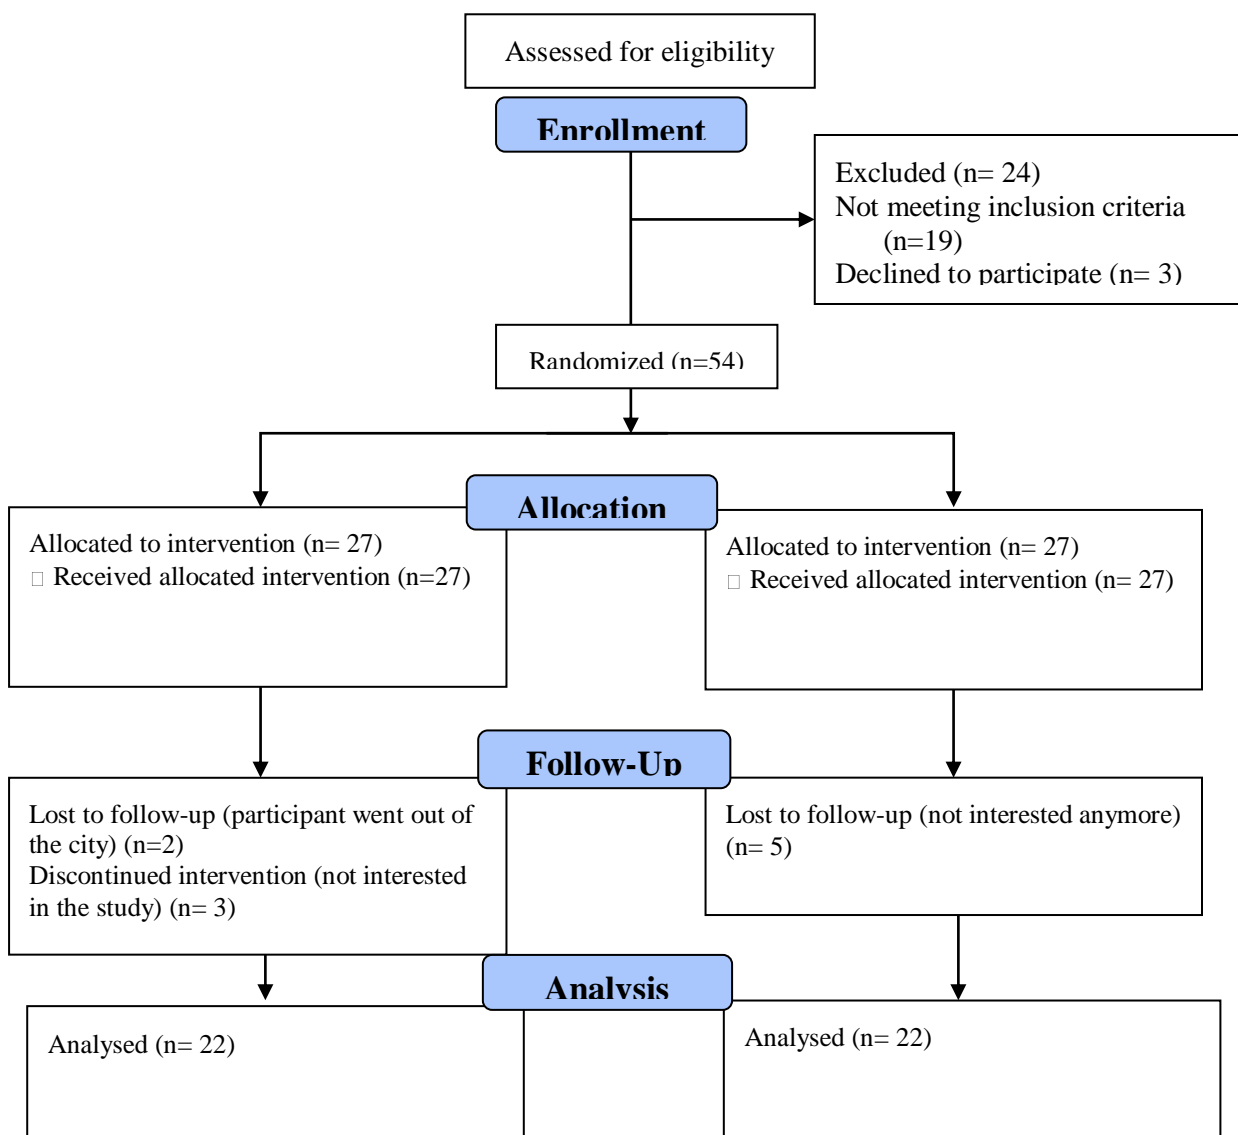 Assessed for eligibility
Enrollment
Excluded (n= 24)
Not meeting inclusion criteria
(n=19)
Declined to participate (n= 3)
Randomized (n=54)
Allocation
Allocated to intervention (n= 27)
□ Received allocated intervention (n=27)
Allocated to intervention (n= 27)
□ Received allocated intervention (n= 27)
Follow-Up
Lost to follow-up (participant went out of
the city) (n=2)
Discontinued intervention (not interested
in the study) (n= 3)
Lost to follow-up (not interested anymore)
(n= 5)
Analysis
Analysed (n= 22)
Analysed (n= 22)